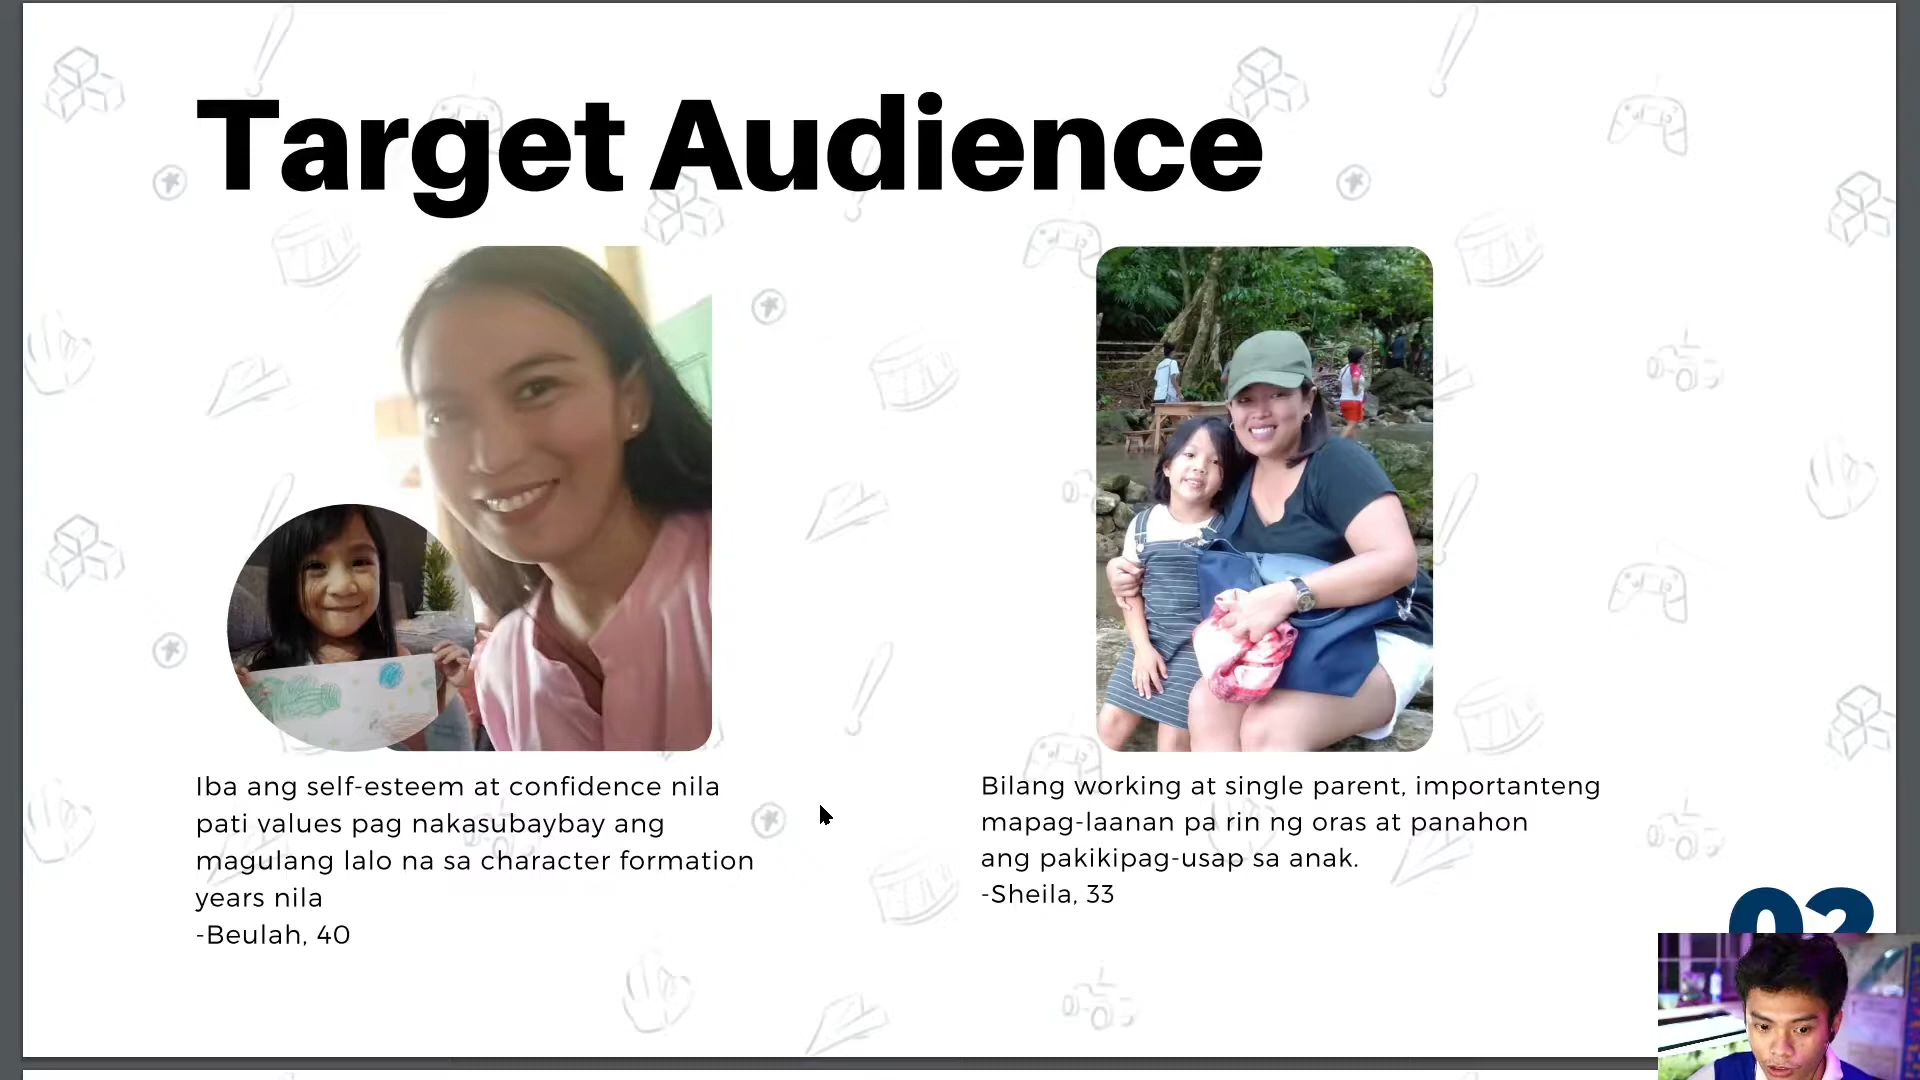 Target Audience
Iba ang self-esteem at confidence nila
pati values pag nakasubaybay ang
magulang lalo na sa character formation
years nila
-Beulah, 40
Bilang working at single parent, importanteng
mapag-laanan pa rin ng oras at panahon
ang pakikipag-usap sa anak.
-Sheila, 33